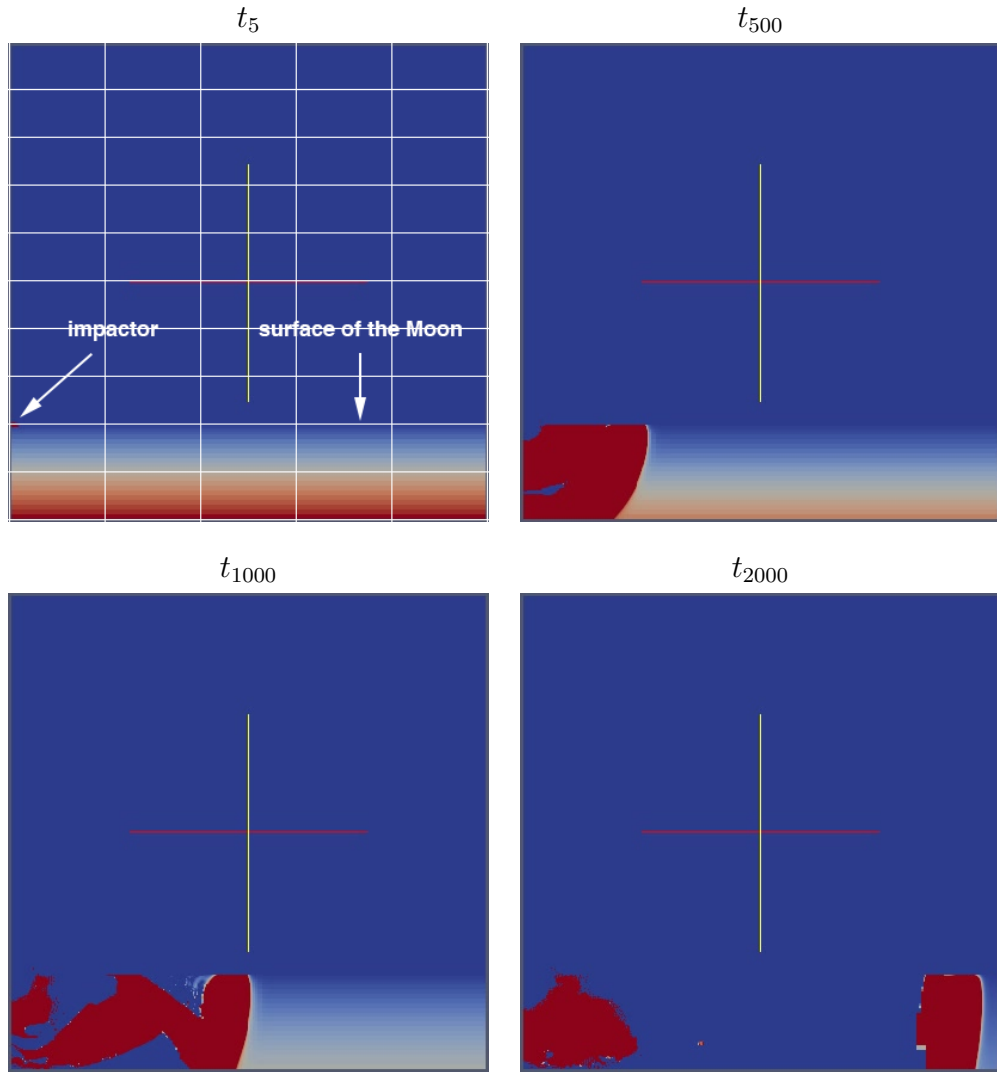 t₅
t₅₀₀
impactor
surface of the Moon
t₁₀₀₀
t₂₀₀₀